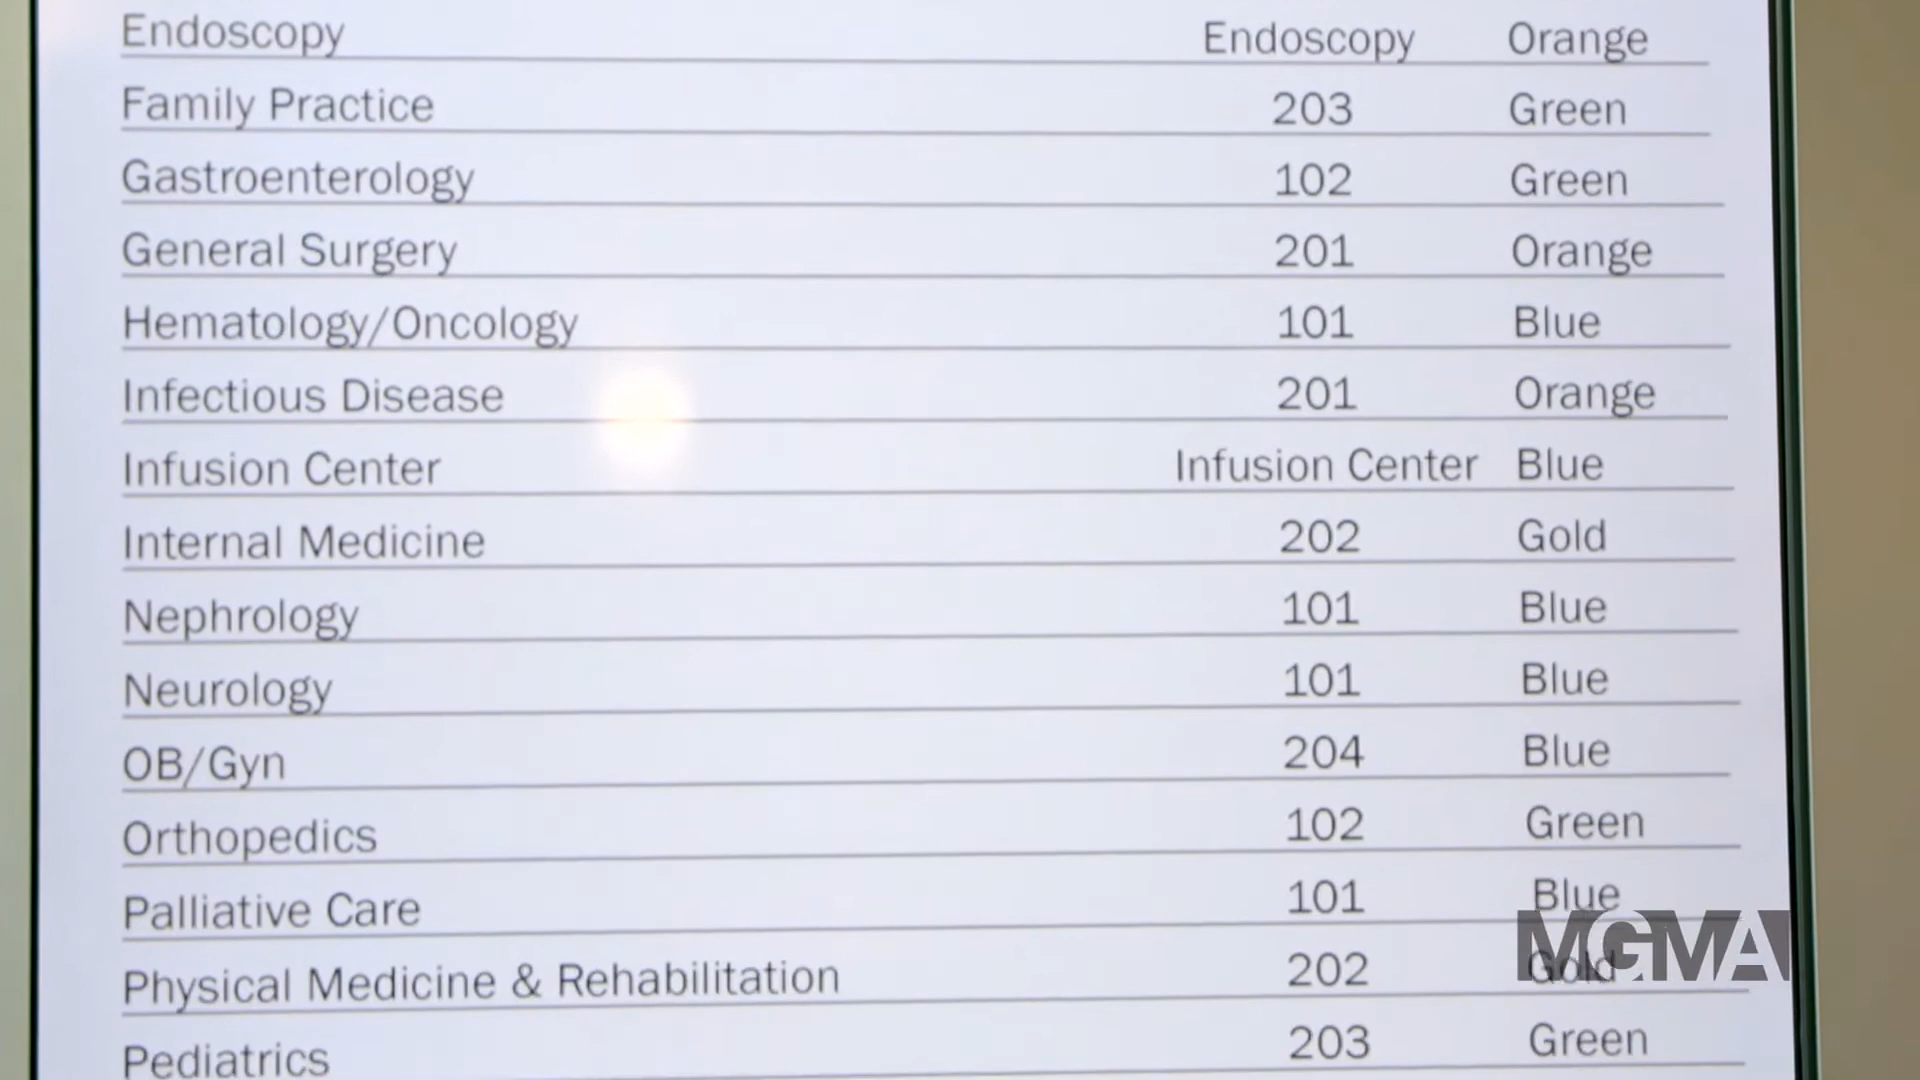 Endoscopy Endoscopy Orange
Family Practice 203 Green
Gastroenterology 102 Green
General Surgery 201 Orange
Hematology/Oncology 101 Blue
Infectious Disease 201 Orange
Infusion Center Infusion Center Blue
Internal Medicine 202 Gold
Nephrology 101 Blue
Neurology 101 Blue
OB/Gyn 204 Blue
Orthopedics 102 Green
Palliative Care 101 Blue
Physical Medicine & Rehabilitation 202 Gold
MGMA
Pediatrics 203 Green